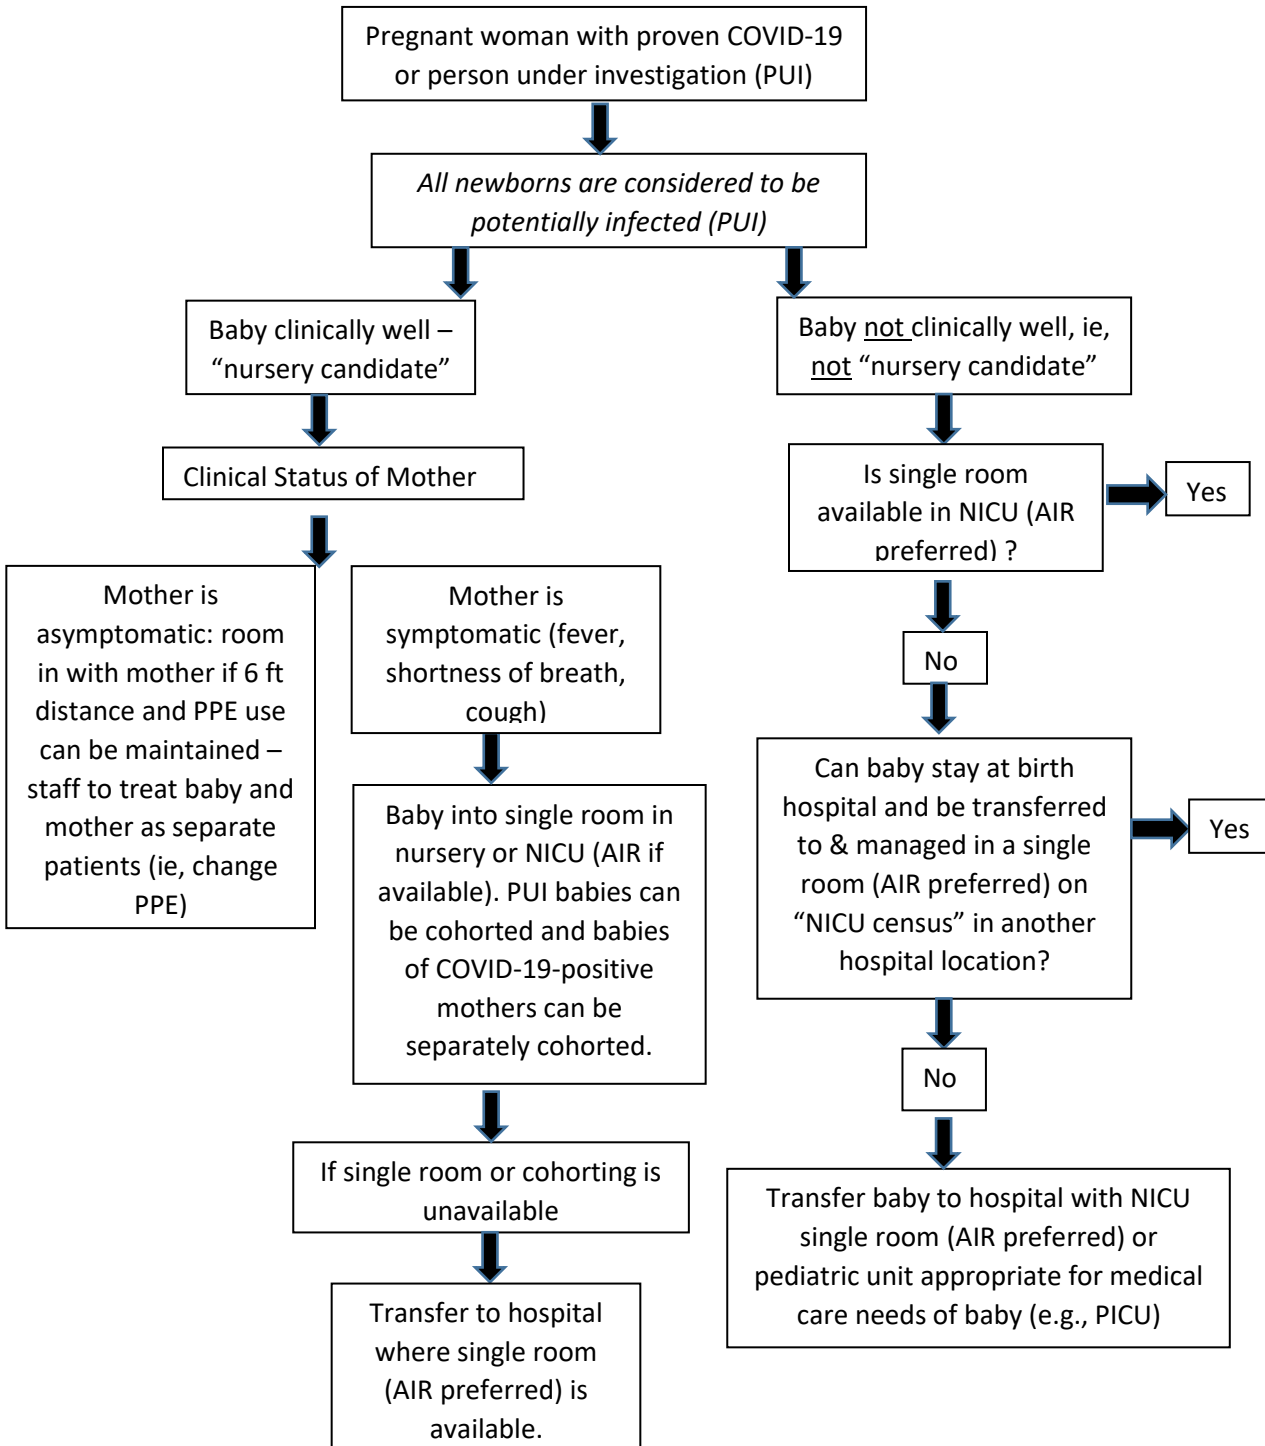 Pregnant woman with proven COVID-19
or person under investigation (PUI)
All newborns are considered to be
potentially infected (PUI)
Baby clinically well –
“nursery candidate”
Clinical Status of Mother
Mother is
asymptomatic: room
in with mother if 6 ft
distance and PPE use
can be maintained –
staff to treat baby and
mother as separate
patients (ie, change
PPE)
Mother is
symptomatic (fever,
shortness of breath,
cough)
Baby into single room in
nursery or NICU (AIR if
available). PUI babies can
be cohorted and babies
of COVID-19-positive
mothers can be
separately cohorted.
If single room or cohorting is
unavailable
Transfer to hospital
where single room
(AIR preferred) is
available.
Baby not clinically well, ie,
not “nursery candidate”
Is single room
available in NICU (AIR
preferred) ?
Yes
No
Can baby stay at birth
hospital and be transferred
to & managed in a single
room (AIR preferred) on
“NICU census” in another
hospital location?
Yes
No
Transfer baby to hospital with NICU
single room (AIR preferred) or
pediatric unit appropriate for medical
care needs of baby (e.g., PICU)